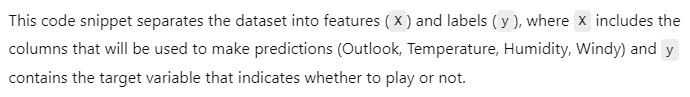 This code snippet separates the dataset into features ( X ) and labels ( y ), where X includes the
columns that will be used to make predictions (Outlook, Temperature, Humidity, Windy) and y
contains the target variable that indicates whether to play or not.